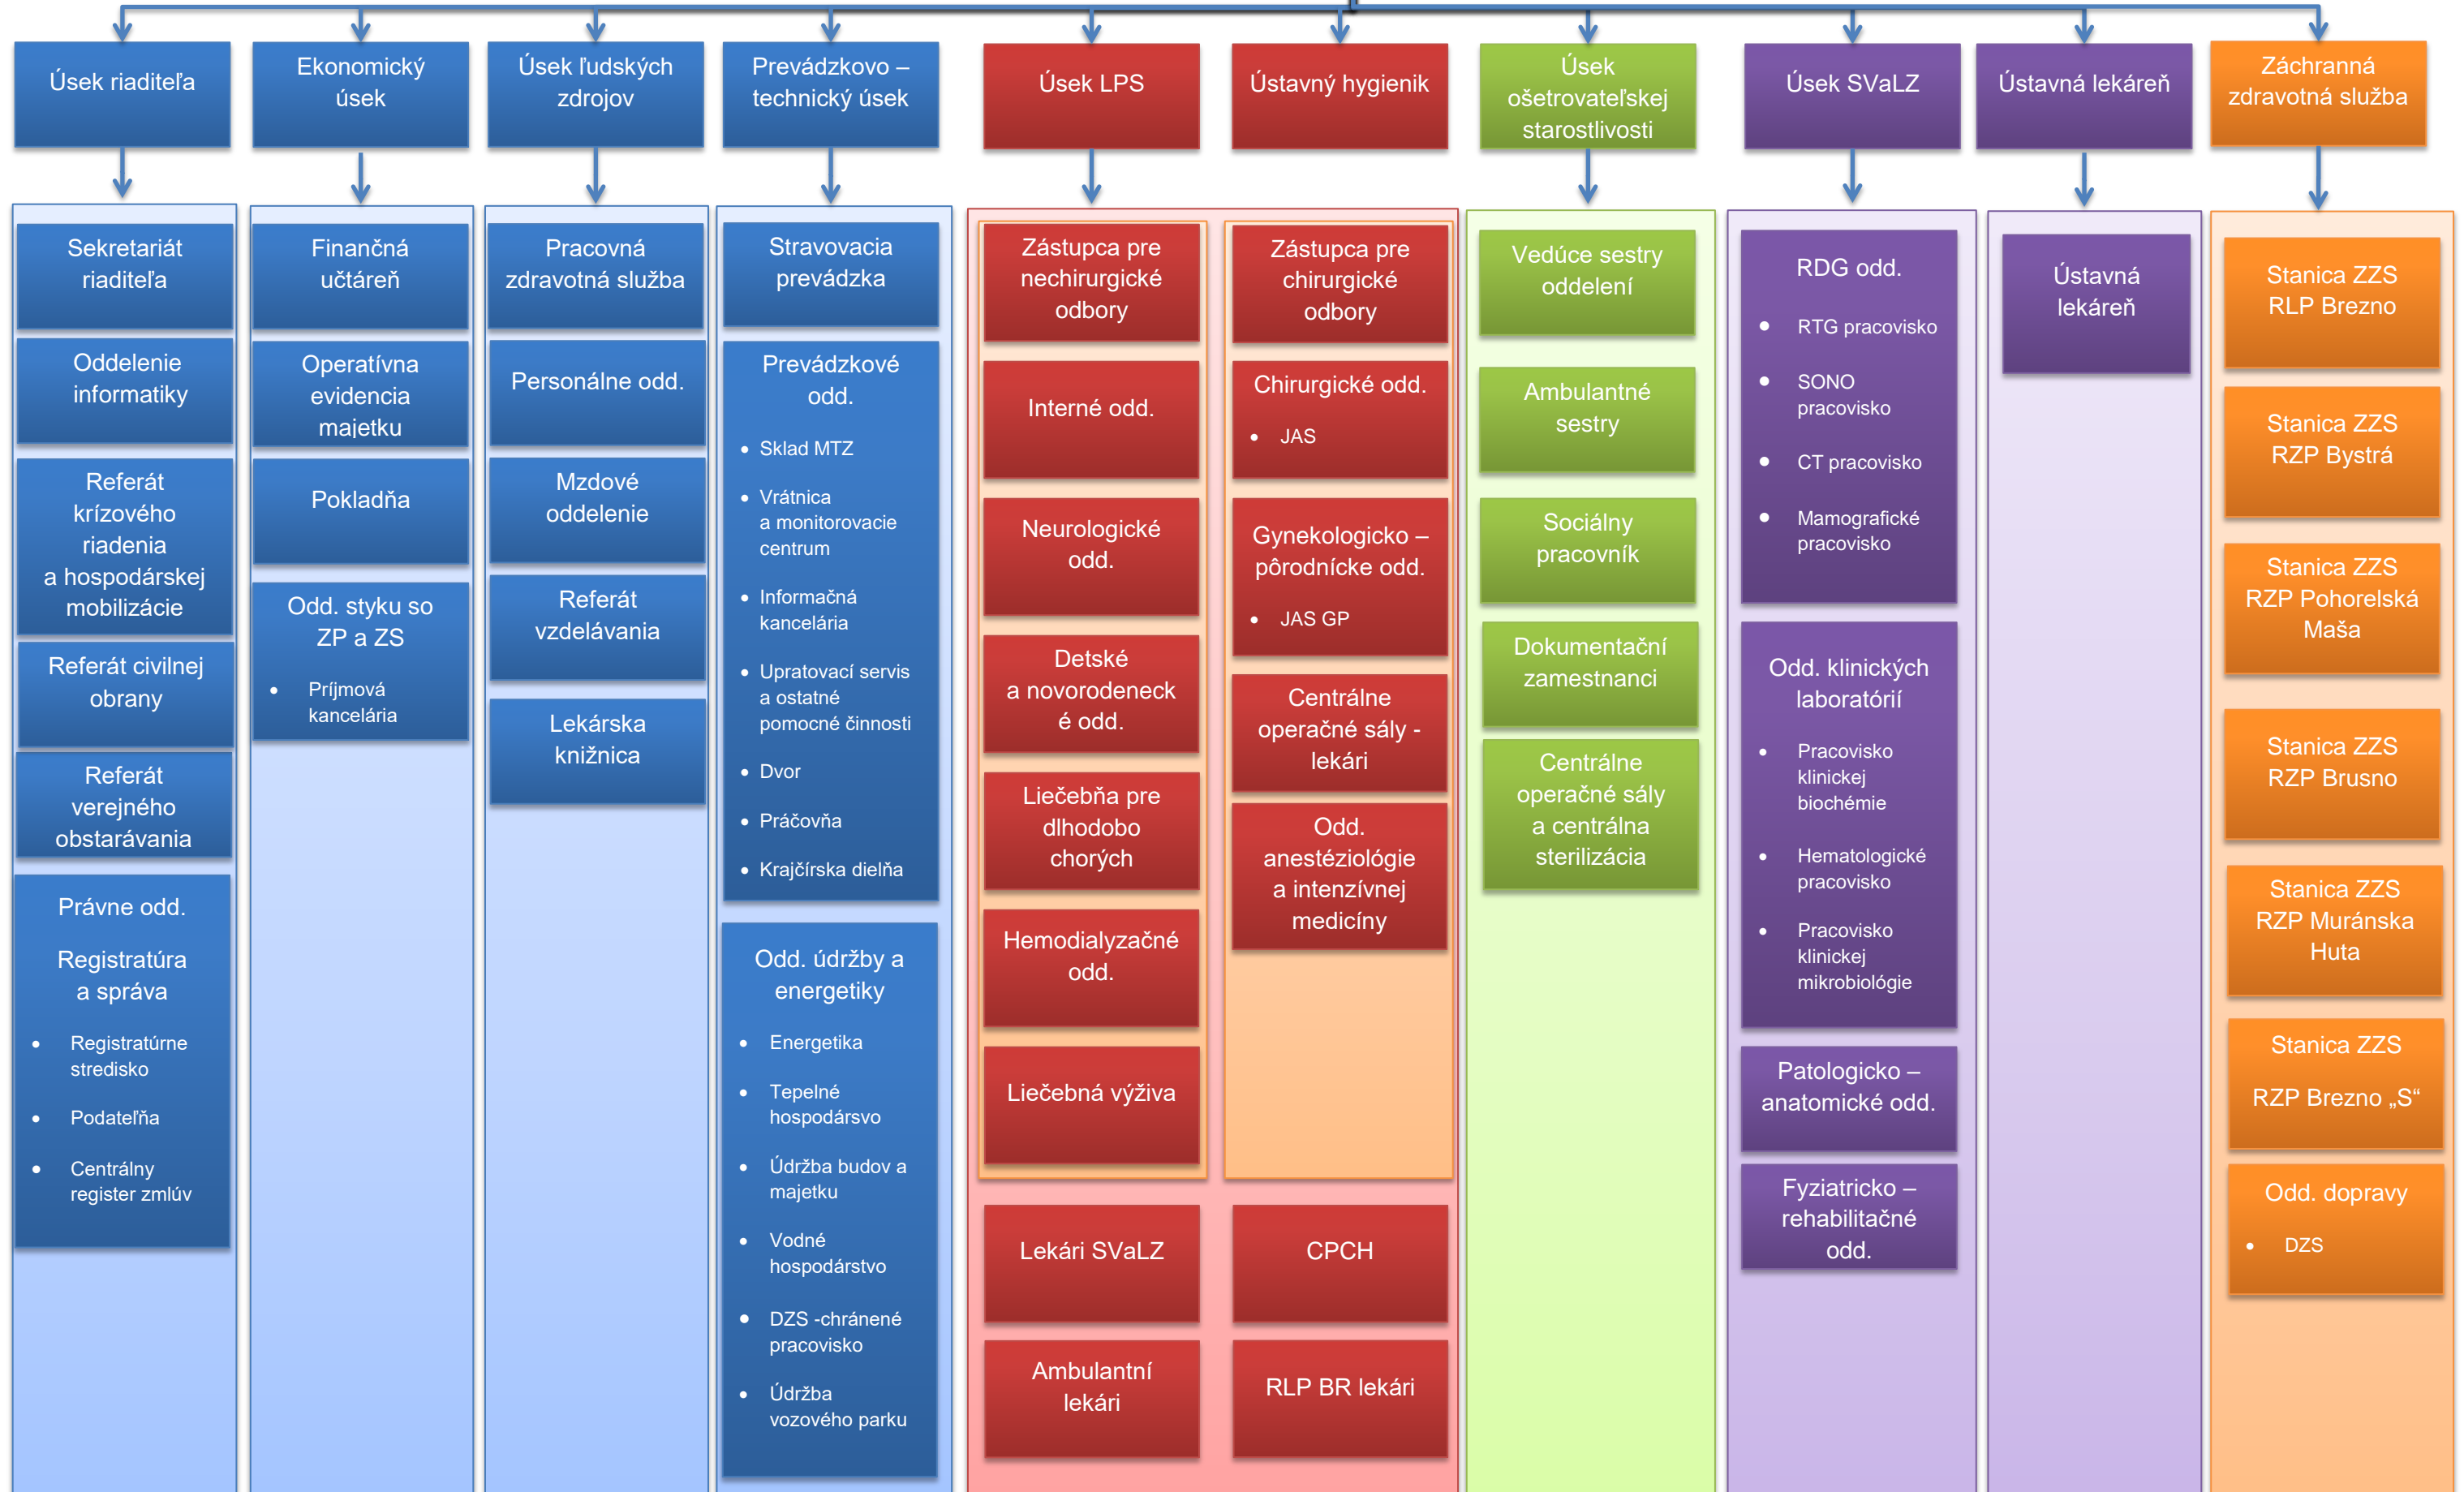 Úsek riaditeľa
Ekonomický
úsek
Úsek ľudských
zdrojov
Prevádzkovo –
technický úsek
Úsek LPS
Ústavný hygienik
Úsek
ošetrovateľskej
starostlivosti
Úsek SVaLZ
Ústavná lekáreň
Záchranná
zdravotná služba
Sekretariát
riaditeľa
Oddelenie
informatiky
Referát
krízového
riadenia
a hospodárskej
mobilizácie
Referát civilnej
obrany
Referát
verejného
obstarávania
Právne odd.
Registratúra
a správa
• Registratúrne
stredisko
• Podateľňa
• Centrálny
register zmlúv
Finančná
učtáreň
Operatívna
evidencia
majetku
Pokladňa
Odd. styku so
ZP a ZS
• Príjmová
kancelária
Pracovná
zdravotná služba
Personálne odd.
Mzdové
oddelenie
Referát
vzdelávania
Lekárska
knižnica
Stravovacia
prevádzka
Prevádzkové
odd.
• Sklad MTZ
• Vrátnica
a monitorovacie
centrum
• Informačná
kancelária
• Upratovací servis
a ostatné
pomocné činnosti
• Dvor
• Práčovňa
• Krajčírska dielňa
Odd. údržby a
energetiky
• Energetika
• Tepelné
hospodársvo
• Údržba budov a
majetku
• Vodné
hospodárstvo
• DZS -chránené
pracovisko
• Údržba
vozového parku
Zástupca pre
nechirurgické
odbory
Interné odd.
Neurologické
odd.
Detské
a novorodeneck
é odd.
Liečebňa pre
dlhodobo
chorých
Hemodialyzačné
odd.
Liečebná výživa
Zástupca pre
chirurgické
odbory
Chirurgické odd.
• JAS
Gynekologicko –
pôrodnícke odd.
• JAS GP
Centrálne
operačné sály -
lekári
Odd.
anestéziológie
a intenzívnej
medicíny
Lekári SVaLZ
CPCH
Ambulantní
lekári
RLP BR lekári
Vedúce sestry
oddelení
Ambulantné
sestry
Sociálny
pracovník
Dokumentační
zamestnanci
Centrálne
operačné sály
a centrálna
sterilizácia
RDG odd.
• RTG pracovisko
• SONO
pracovisko
• CT pracovisko
• Mamografické
pracovisko
Odd. klinických
laboratórií
• Pracovisko
klinickej
biochémie
• Hematologické
pracovisko
• Pracovisko
klinickej
mikrobiológie
Patologicko –
anatomické odd.
Fyziatricko –
rehabilitačné
odd.
Ústavná
lekáreň
Stanica ZZS
RLP Brezno
Stanica ZZS
RZP Bystrá
Stanica ZZS
RZP Pohorelská
Maša
Stanica ZZS
RZP Brusno
Stanica ZZS
RZP Muránska
Huta
Stanica ZZS
RZP Brezno „S“
Odd. dopravy
• DZS